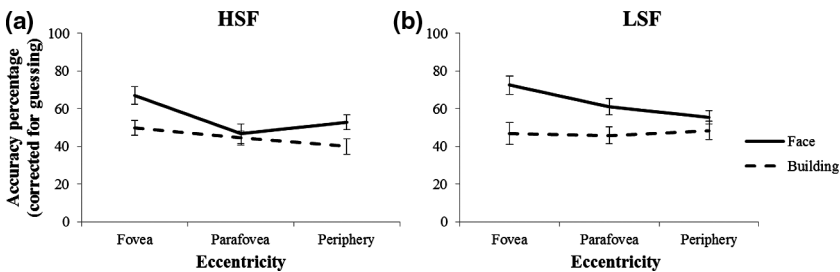 (a)
HSF
Accuracy percentage
(corrected for guessing)
100
80
60
40
20
0
Fovea
Parafovea
Periphery
Eccentricity
(b)
LSF
100
80
60
40
20
0
Fovea
Parafovea
Periphery
Eccentricity
Face
Building